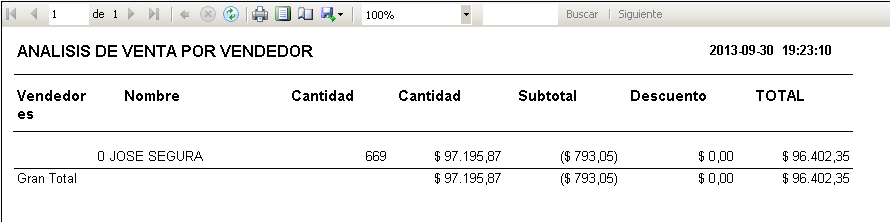 1 de 1 100% Buscar | Siguiente
ANALISIS DE VENTA POR VENDEDOR 2013-09-30 19:23:10
Vendedor Nombre Cantidad Cantidad Subtotal Descuento TOTAL
es
0 JOSE SEGURA 669 $ 97.195,87 ($ 793,05) $ 0,00 $ 96.402,35
Gran Total $ 97.195,87 ($ 793,05) $ 0,00 $ 96.402,35